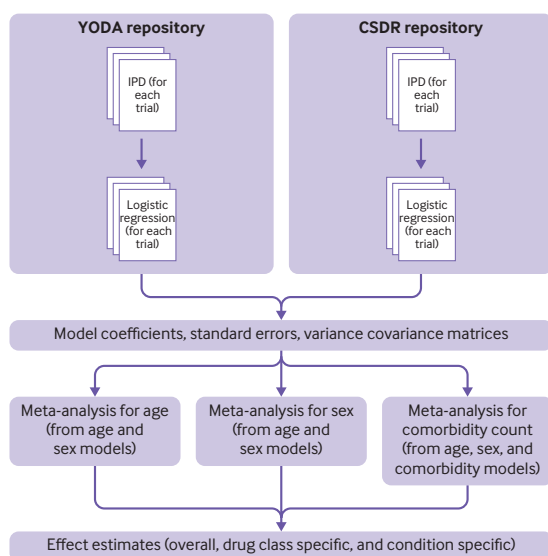 YODA repository
IPD (for
each
trial)
Logistic
regression
(for each
trial)
CSDR repository
IPD (for
each
trial)
Logistic
regression
(for each
trial)
Model coefficients, standard errors, variance covariance matrices
Meta-analysis for age
(from age and
sex models)
Meta-analysis for sex
(from age and
sex models)
Meta-analysis for
comorbidity count
(from age, sex, and
comorbidity models)
Effect estimates (overall, drug class specific, and condition specific)